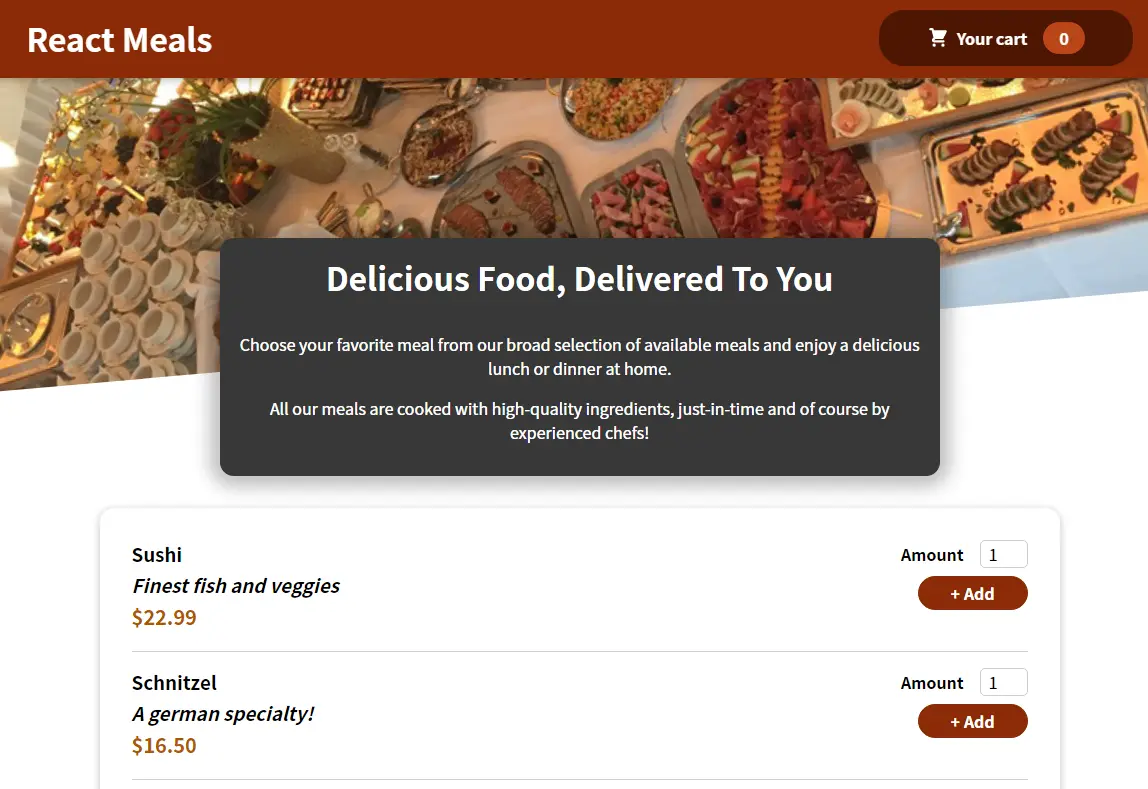 React Meals
Your cart 0
Delicious Food, Delivered To You
Choose your favorite meal from our broad selection of available meals and enjoy a delicious
lunch or dinner at home.
All our meals are cooked with high-quality ingredients, just-in-time and of course by
experienced chefs!
Sushi
Finest fish and veggies
$22.99
Amount 1
+ Add
Schnitzel
A german specialty!
$16.50
Amount 1
+ Add